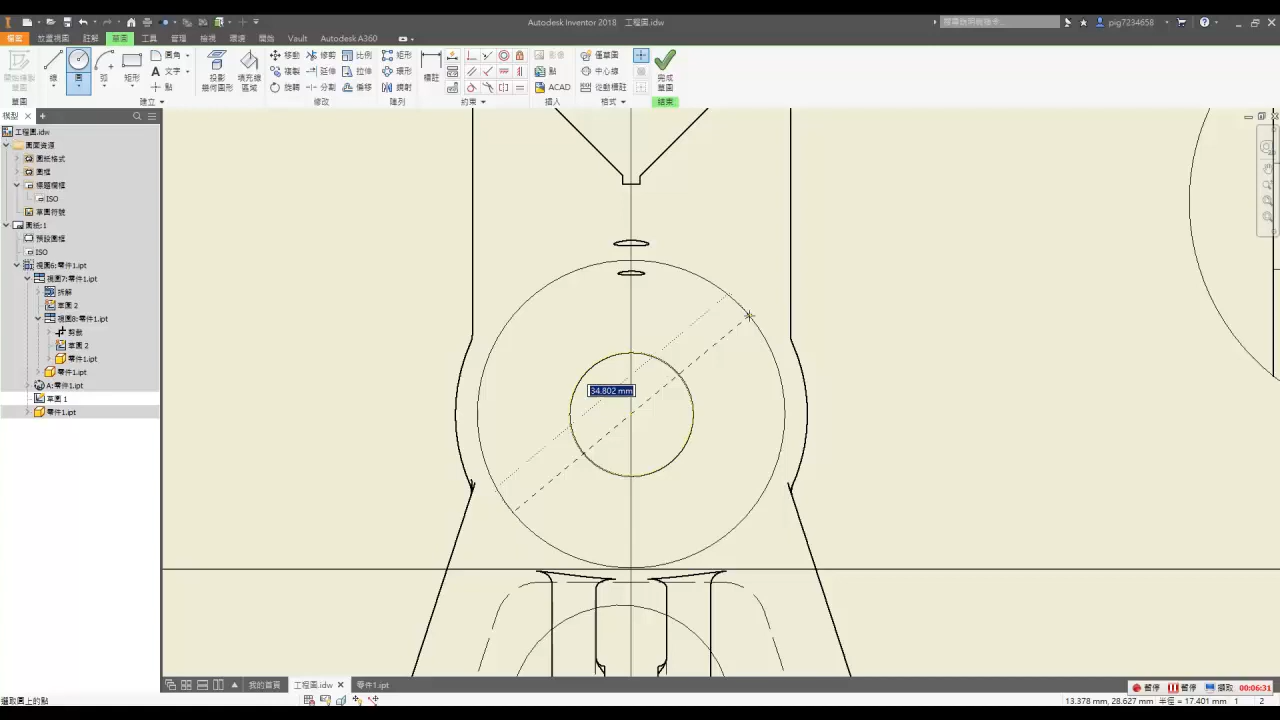 Autodesk Inventor 2018 工程圖.idw
pig7234658
檔案 放置視圖 註解 草圖 工具 管理 檢視 環境 開始 Vault Autodesk A360
線 圓 弧 矩形
圓角
文字
點
投影
幾何圖形
填充線
區域
移動 修剪 比例
複製 延伸 拉伸
旋轉 分割 偏移
矩形
環形
鏡射
標註
影像
點
ACAD
中心線
從動標註
完成
草圖
草圖 建立 修改 陣列 約束 插入 格式 結束
模型
工程圖.idw
圖面資源
圖紙格式
圖框
標題欄框
ISO
草圖符號
圖紙:1
預設圖框
ISO
視圖6:零件1.ipt
視圖7:零件1.ipt
拆解
草圖 2
視圖8:零件1.ipt
剪裁
草圖 2
零件1.ipt
零件1.ipt
A:零件1.ipt
草圖 1
零件1.ipt
34.802 mm
我的首頁 工程圖.idw 零件1.ipt
暫停 暫停 擷取 00:06:31
選取圓上的點
13.378 mm, 28.627 mm 半徑 = 17.401 mm 1 2